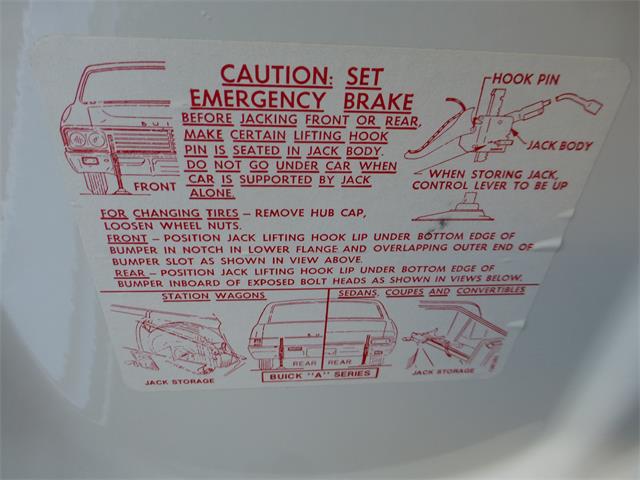 CAUTION: SET
EMERGENCY BRAKE
BEFORE JACKING FRONT OR REAR,
MAKE CERTAIN LIFTING HOOK
PIN IS SEATED IN JACK BODY.
DO NOT GO UNDER CAR WHEN
CAR IS SUPPORTED BY JACK
ALONE.
BUI
FRONT
HOOK PIN
JACK BODY
WHEN STORING JACK,
CONTROL LEVER TO BE UP
FOR CHANGING TIRES – REMOVE HUB CAP,
LOOSEN WHEEL NUTS.
FRONT – POSITION JACK LIFTING HOOK LIP UNDER BOTTOM EDGE OF
BUMPER IN NOTCH IN LOWER FLANGE AND OVERLAPPING OUTER END OF
BUMPER SLOT AS SHOWN IN VIEW ABOVE.
REAR – POSITION JACK LIFTING HOOK LIP UNDER BOTTOM EDGE OF
BUMPER INBOARD OF EXPOSED BOLT HEADS AS SHOWN IN VIEWS BELOW.
STATION WAGONS
SEDANS, COUPES AND CONVERTIBLES
JACK STORAGE
REAR
REAR
BUICK "A" SERIES
JACK STORAGE